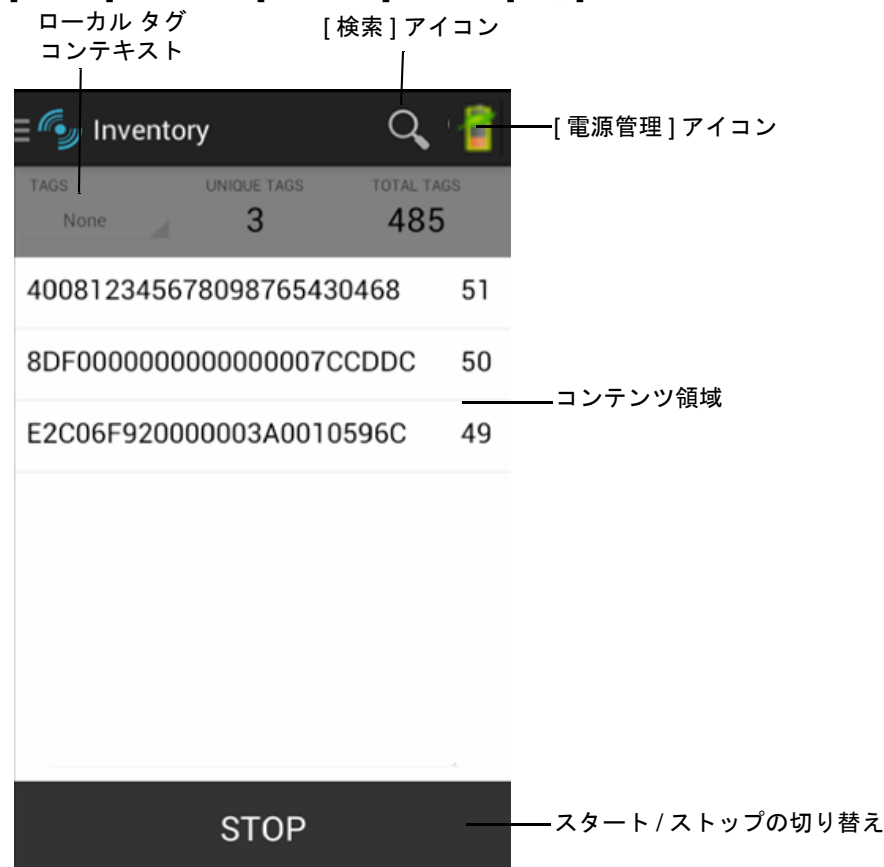 ローカル タグ
コンテキスト
[ 検索 ] アイコン
Inventory
[ 電源管理 ] アイコン
TAGS
UNIQUE TAGS
TOTAL TAGS
None
3
485
400812345678098765430468 51
8DF0000000000000007CCDDC 50
コンテンツ領域
E2C06F920000003A0010596C 49
STOP
スタート / ストップの切り替え